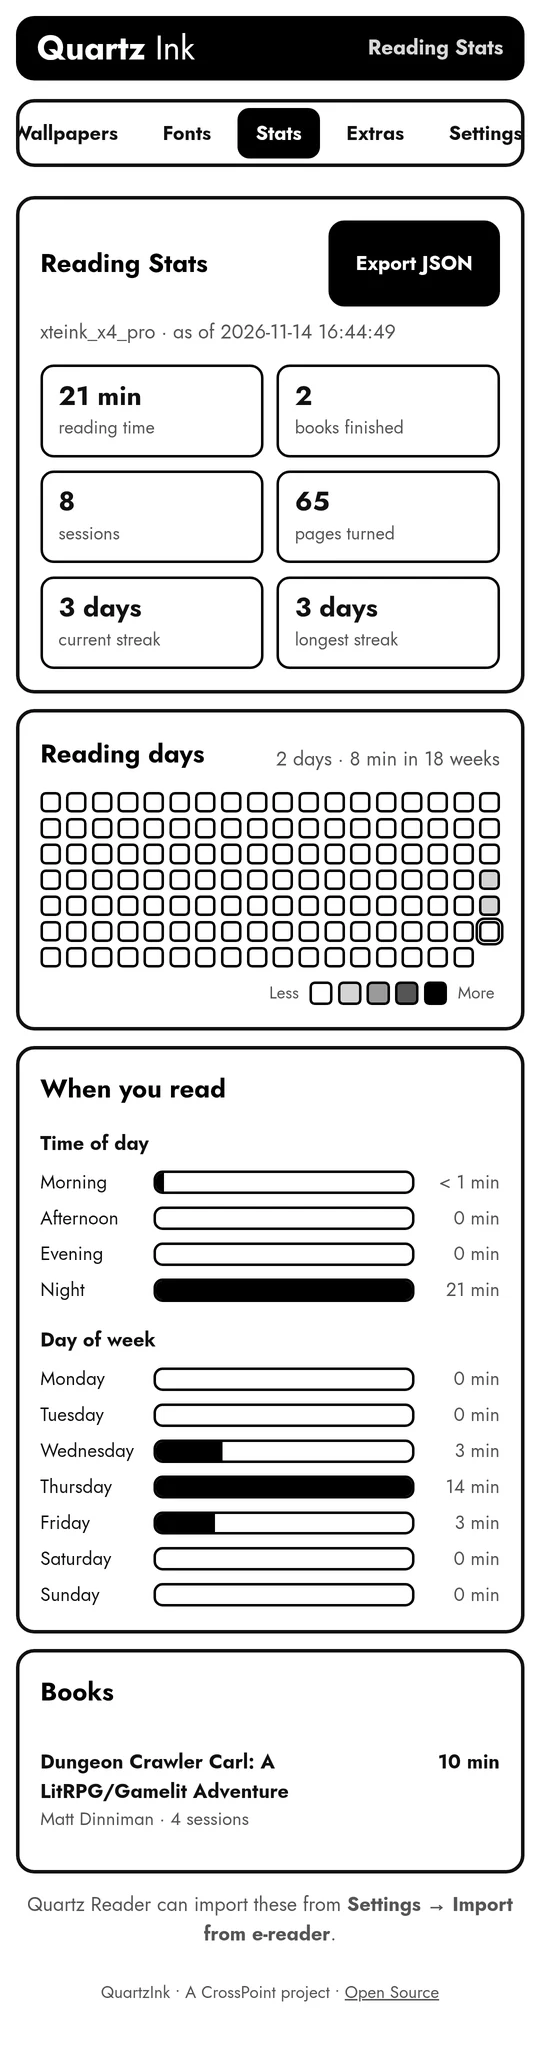 Quartz Ink
Reading Stats
Wallpapers Fonts Stats Extras Settings
Reading Stats
Export JSON
xteink_x4_pro · as of 2026-11-14 16:44:49
21 min
reading time
2
books finished
8
sessions
65
pages turned
3 days
current streak
3 days
longest streak
Reading days
2 days · 8 min in 18 weeks
Less
More
When you read
Time of day
Morning < 1 min
Afternoon 0 min
Evening 0 min
Night 21 min
Day of week
Monday 0 min
Tuesday 0 min
Wednesday 3 min
Thursday 14 min
Friday 3 min
Saturday 0 min
Sunday 0 min
Books
Dungeon Crawler Carl: A
LitRPG/Gamelit Adventure
10 min
Matt Dinniman · 4 sessions
Quartz Reader can import these from Settings → Import
from e-reader.
QuartzInk · A CrossPoint project · Open Source